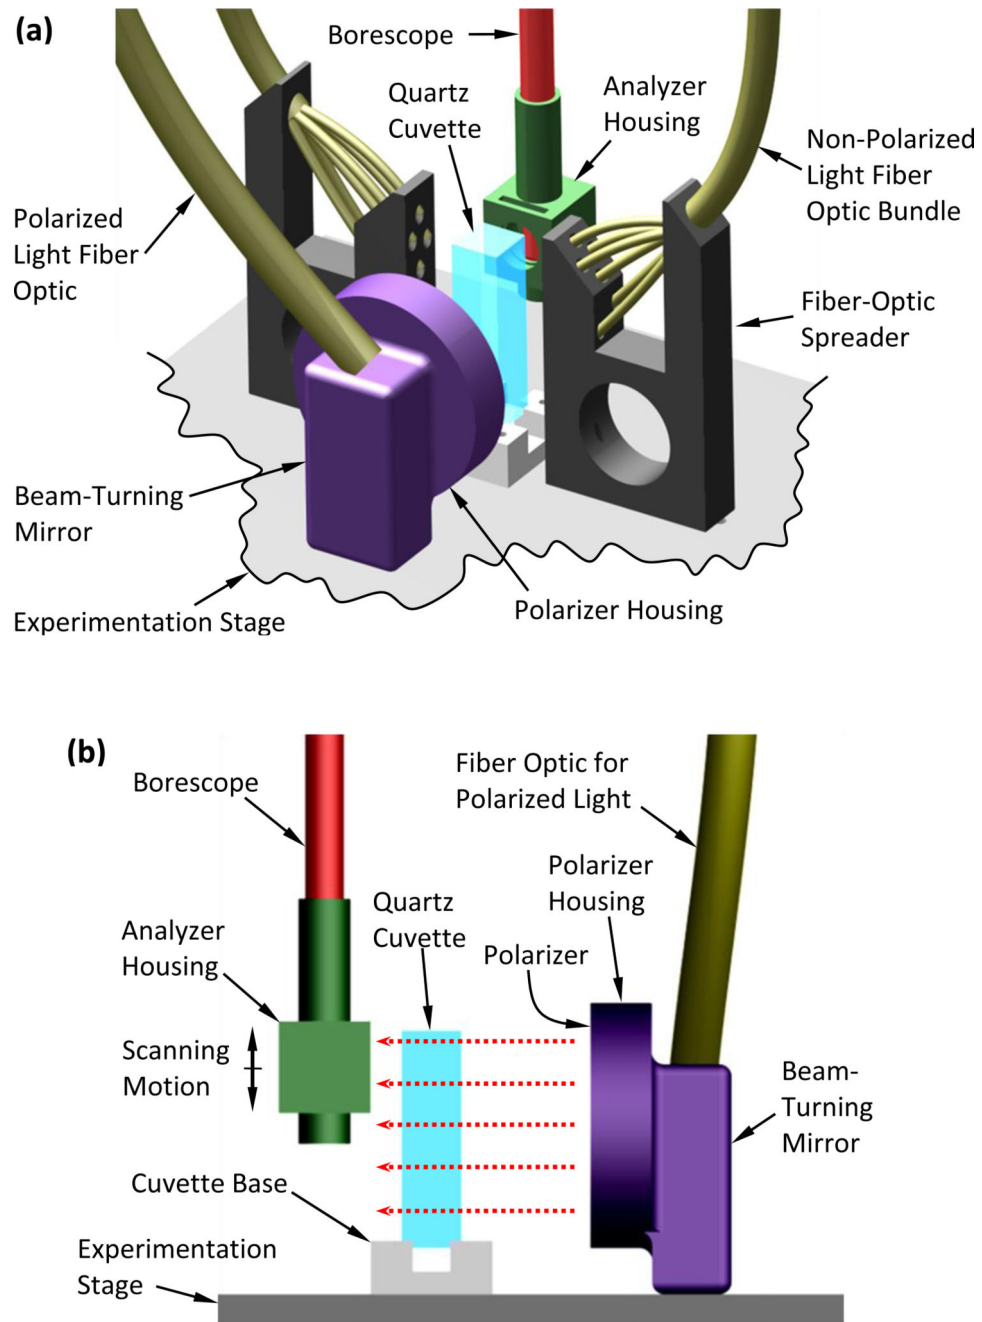 (a)
Borescope
Quartz
Cuvette
Analyzer
Housing
Non-Polarized
Light Fiber
Optic Bundle
Polarized
Light Fiber
Optic
Fiber-Optic
Spreader
Beam-Turning
Mirror
Polarizer Housing
Experimentation Stage
(b)
Borescope
Fiber Optic for
Polarized Light
Polarizer
Housing
Quartz
Cuvette
Analyzer
Housing
Polarizer
Scanning
Motion
Beam-
Turning
Mirror
Cuvette Base
Experimentation
Stage